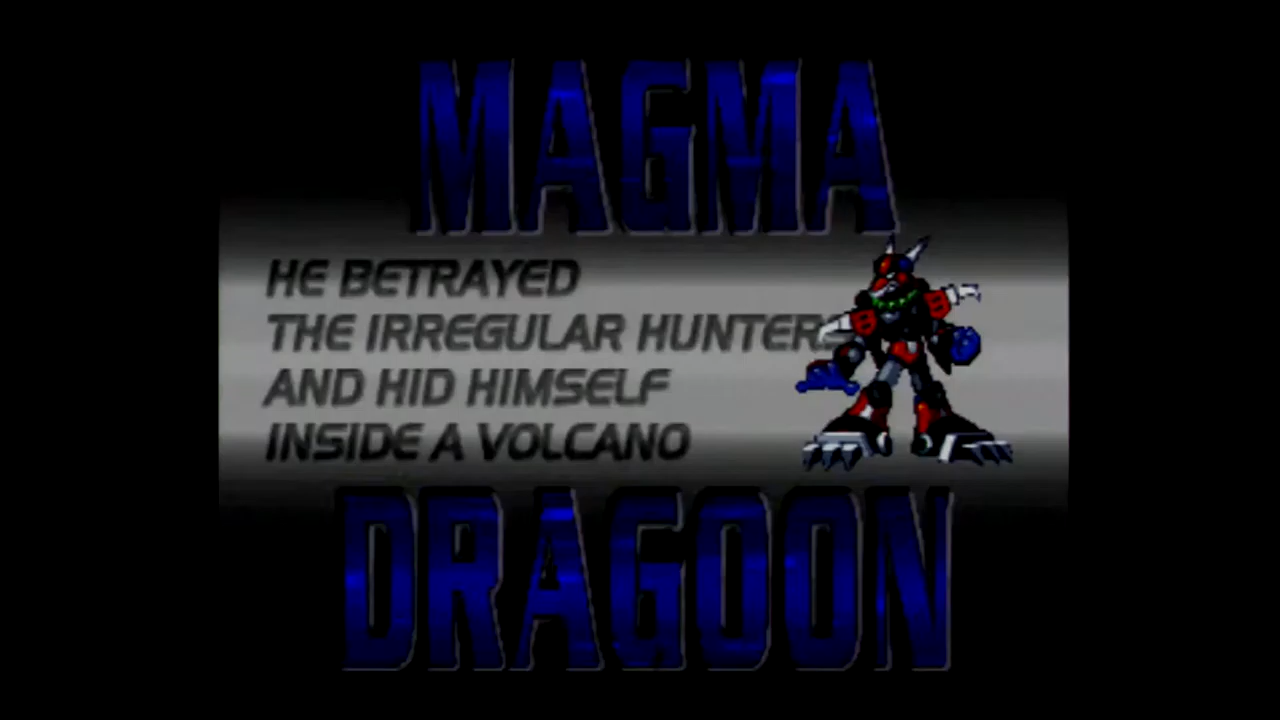 MAGMA
HE BETRAYED
THE IRREGULAR HUNTERS
AND HID HIMSELF
INSIDE A VOLCANO
DRAGOON